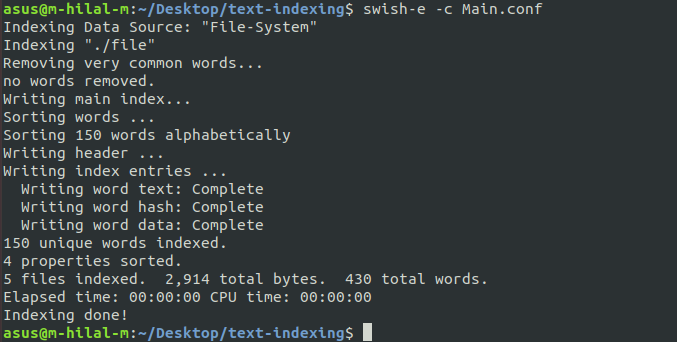 asus@m-hilal-m:~/Desktop/text-indexing$ swish-e -c Main.conf
Indexing Data Source: "File-System"
Indexing "./file"
Removing very common words...
no words removed.
Writing main index...
Sorting words ...
Sorting 150 words alphabetically
Writing header ...
Writing index entries ...
  Writing word text: Complete
  Writing word hash: Complete
  Writing word data: Complete
150 unique words indexed.
4 properties sorted.
5 files indexed.  2,914 total bytes.  430 total words.
Elapsed time: 00:00:00 CPU time: 00:00:00
Indexing done!
asus@m-hilal-m:~/Desktop/text-indexing$